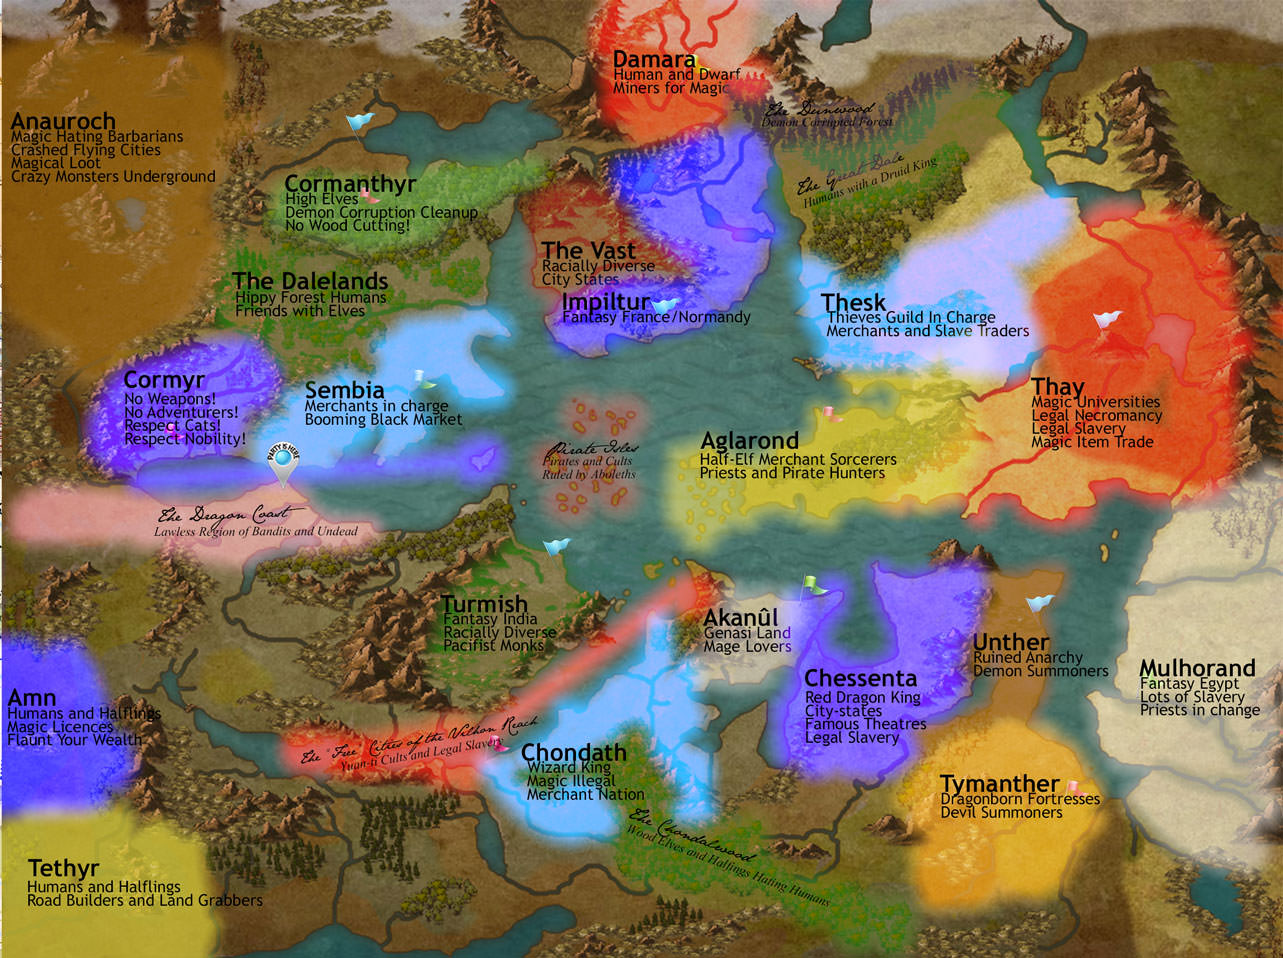 Damara
Human and Dwarf
Miners for Magic
The Dunwood
Demon Corrupted Forest
Anauroch
Magic Hating Barbarians
Crashed Flying Cities
Magical Loot
Crazy Monsters Underground
The Great Dale
Humans with a Druid King
Cormanthyr
High Elves
Demon Corruption Cleanup
No Wood Cutting!
The Vast
Racially Diverse
City States
The Dalelands
Hippy Forest Humans
Friends with Elves
Impiltur
Fantasy France/Normandy
Thesk
Thieves Guild In Charge
Merchants and Slave Traders
Cormyr
No Weapons!
No Adventurers!
Respect Cats!
Respect Nobility!
Sembia
Merchants in charge
Booming Black Market
Thay
Magic Universities
Legal Necromancy
Legal Slavery
Magic Item Trade
PARTY IS HERE
Pirate Isles
Pirates and Cults
Ruled by Aboleths
Aglarond
Half-Elf Merchant Sorcerers
Priests and Pirate Hunters
The Dragon Coast
Lawless Region of Bandits and Undead
Turmish
Fantasy India
Racially Diverse
Pacifist Monks
Akanûl
Genasi Land
Mage Lovers
Unther
Ruined Anarchy
Demon Summoners
Chessenta
Red Dragon King
City-states
Famous Theatres
Legal Slavery
Mulhorand
Fantasy Egypt
Lots of Slavery
Priests in change
Amn
Humans and Halflings
Magic Licences
Flaunt Your Wealth
The "Free" Cities of the Vilhon Reach
Yuan-ti Cults and Legal Slavery
Chondath
Wizard King
Magic Illegal
Merchant Nation
Tymanther
Dragonborn Fortresses
Devil Summoners
The Chondalwood
Wood Elves and Halflings Hating Humans
Tethyr
Humans and Halflings
Road Builders and Land Grabbers